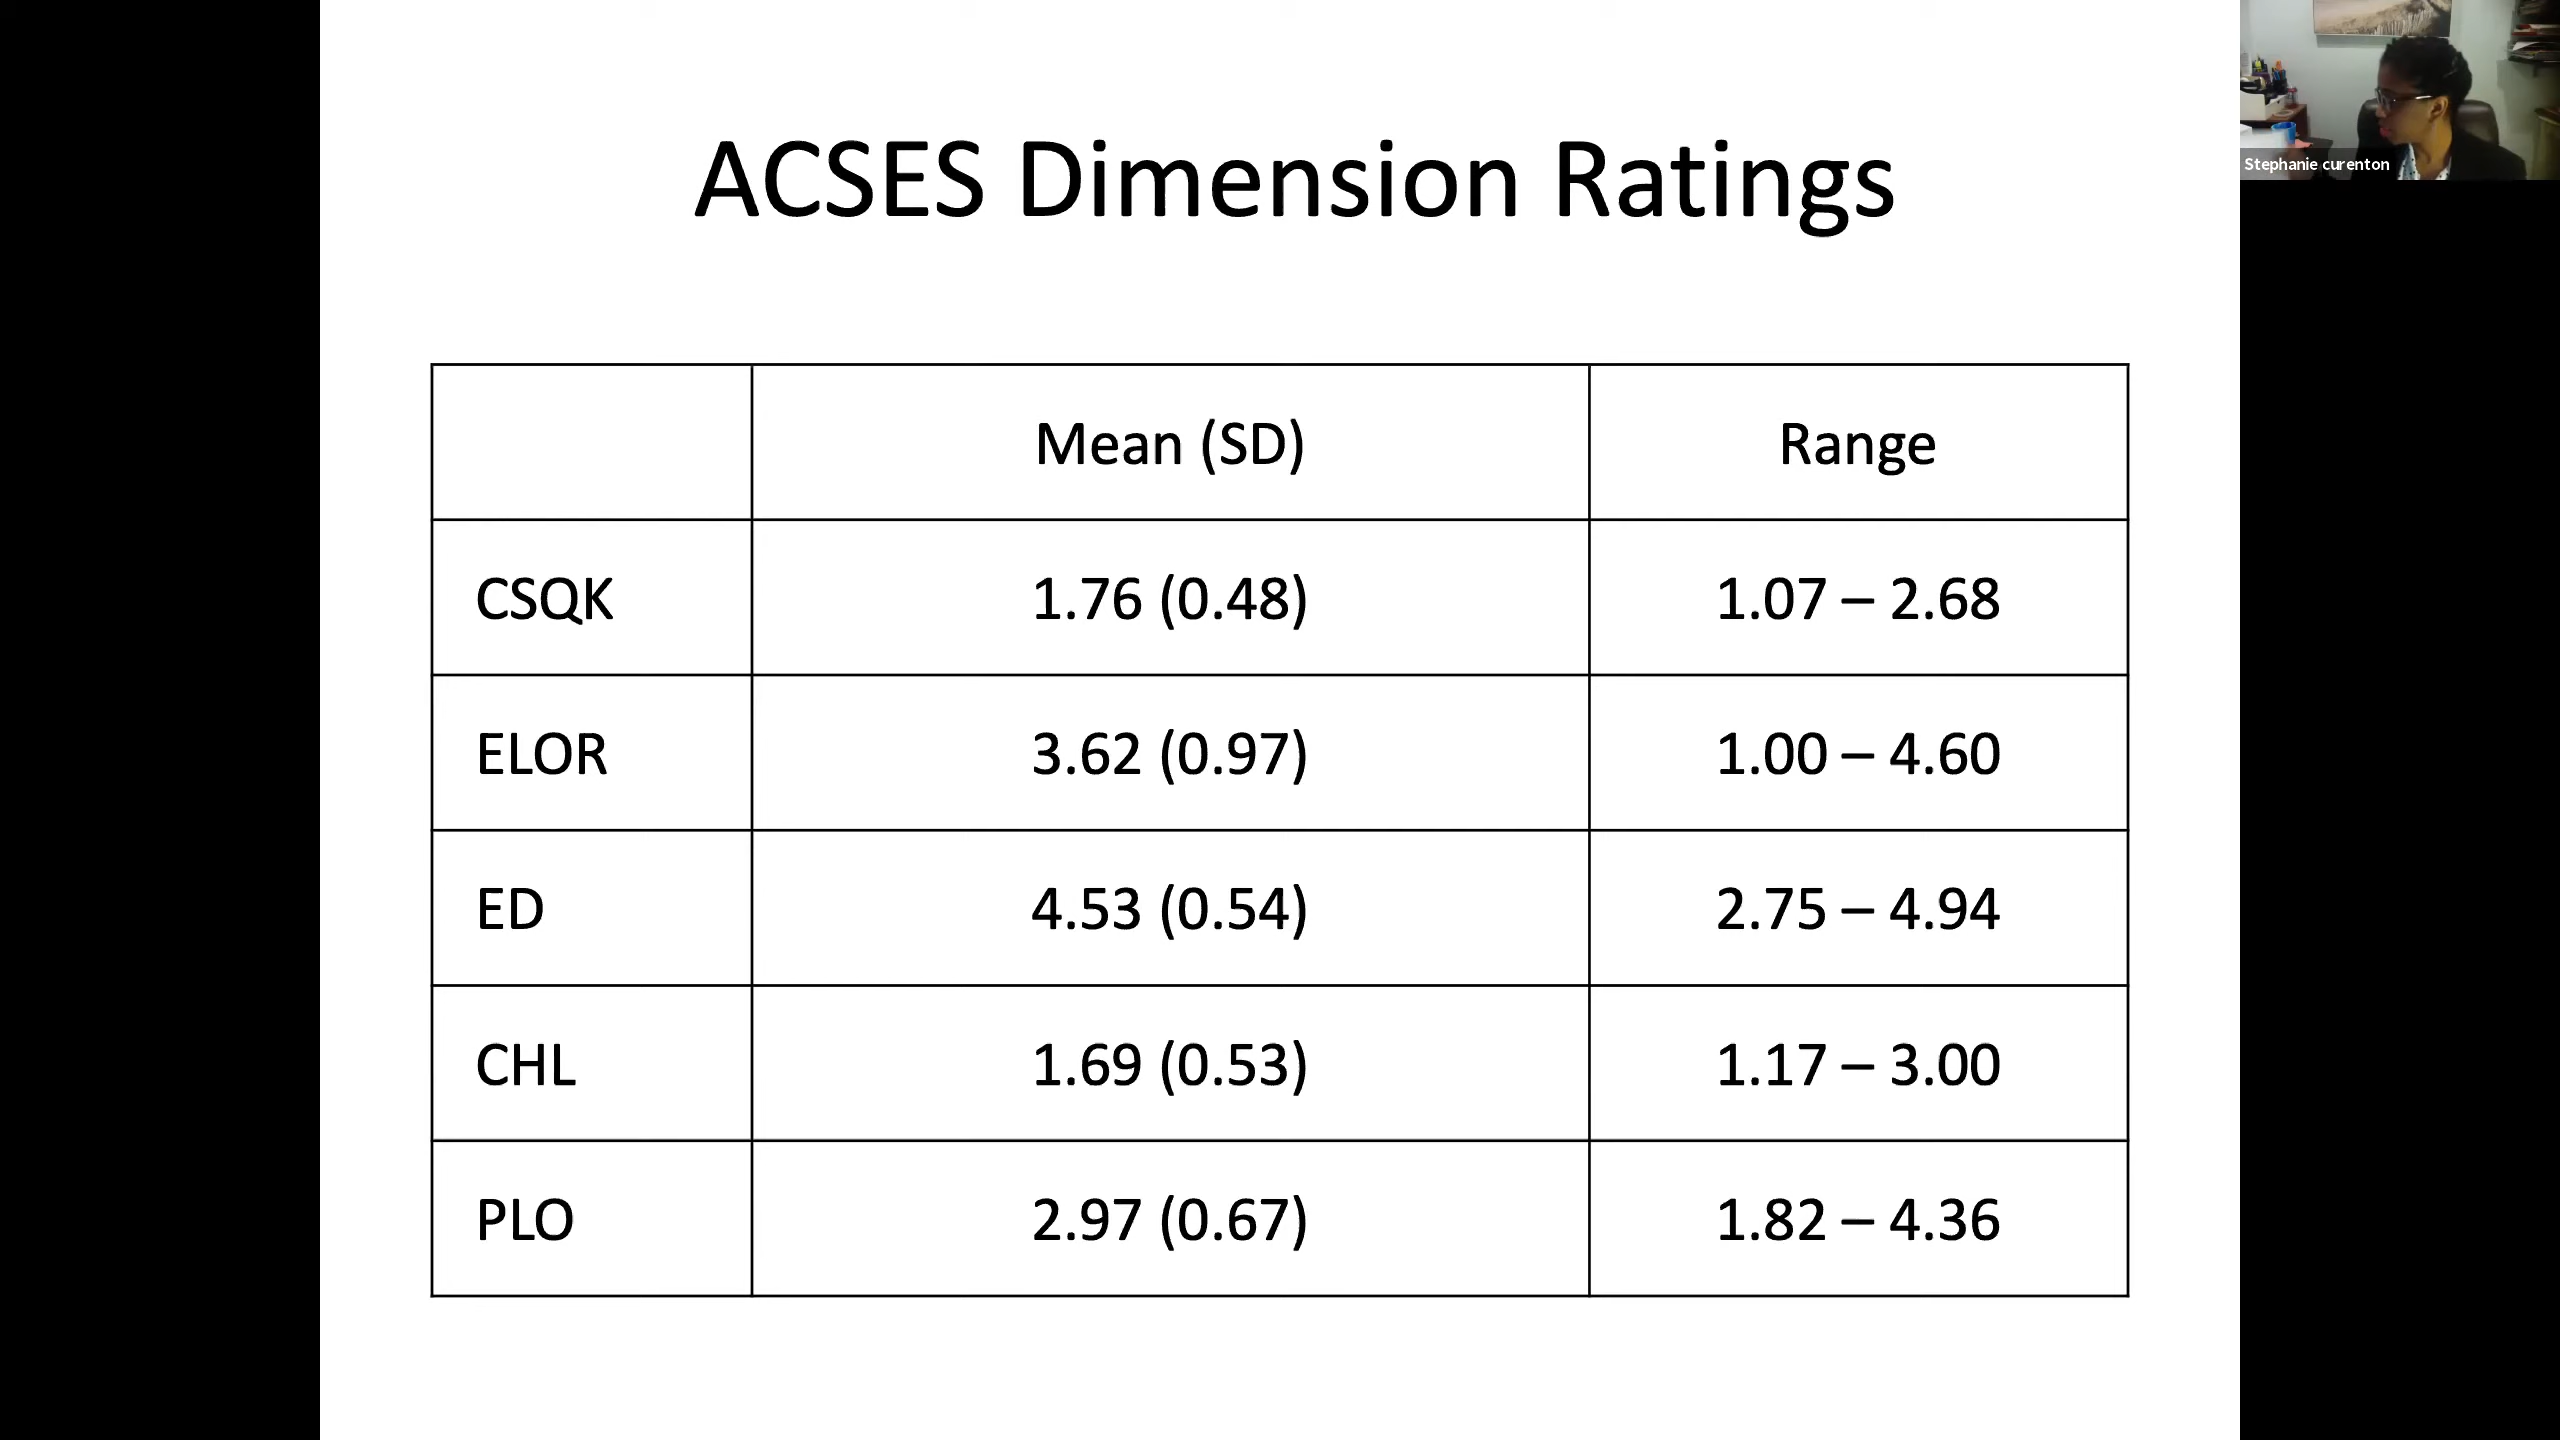 ACSES Dimension Ratings
Stephanie curenton
Mean (SD) Range
CSQK 1.76 (0.48) 1.07 – 2.68
ELOR 3.62 (0.97) 1.00 – 4.60
ED 4.53 (0.54) 2.75 – 4.94
CHL 1.69 (0.53) 1.17 – 3.00
PLO 2.97 (0.67) 1.82 – 4.36